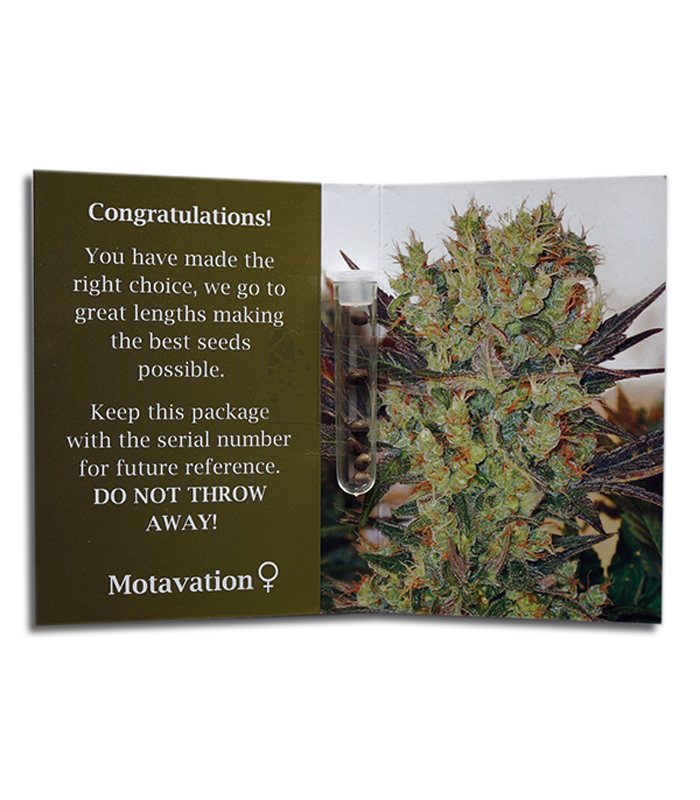 Congratulations!
You have made the
right choice, we go to
great lengths making
the best seeds
possible.
Keep this package
with the serial number
for future reference.
DO NOT THROW
AWAY!
Motavation♀